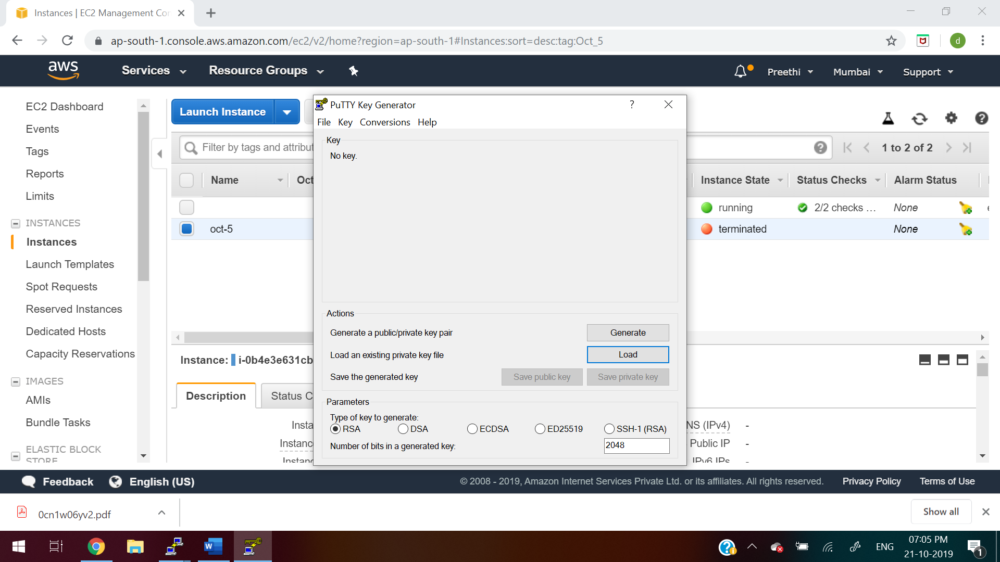 Instances | EC2 Management Con
ap-south-1.console.aws.amazon.com/ec2/v2/home?region=ap-south-1#Instances:sort=desc:tag:Oct_5
d
aws
Services
Resource Groups
Preethi
Mumbai
Support
EC2 Dashboard
Events
Tags
Reports
Limits
INSTANCES
Instances
Launch Templates
Spot Requests
Reserved Instances
Dedicated Hosts
Capacity Reservations
IMAGES
AMIs
Bundle Tasks
ELASTIC BLOCK
STORE
Launch Instance
Filter by tags and attribut
1 to 2 of 2
Name
Oct
Instance State
Status Checks
Alarm Status
running
2/2 checks ...
None
oct-5
terminated
None
PuTTY Key Generator
?
File
Key
Conversions
Help
Key
No key.
Actions
Generate a public/private key pair
Generate
Load an existing private key file
Load
Save the generated key
Save public key
Save private key
Parameters
Type of key to generate:
RSA
DSA
ECDSA
ED25519
SSH-1 (RSA)
Number of bits in a generated key:
2048
Instance:
i-0b4e3e631cb
Description
Status C
Insta
Instanc
Instanc
NS (IPv4)
-
Public IP
-
IPv6 IPs
-
Feedback
English (US)
© 2008 - 2019, Amazon Internet Services Private Ltd. or its affiliates. All rights reserved.
Privacy Policy
Terms of Use
0cn1w06yv2.pdf
Show all
ENG
07:05 PM
21-10-2019
1